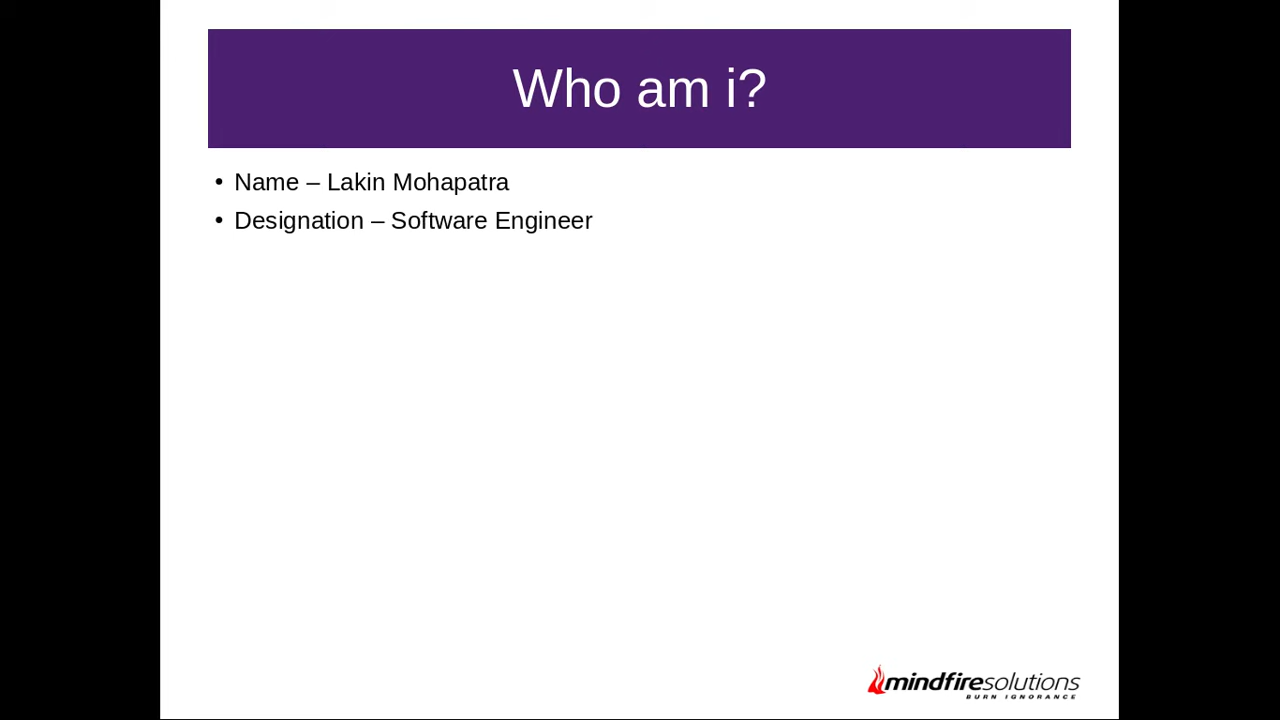 Who am i?
• Name – Lakin Mohapatra
• Designation – Software Engineer
mindfiresolutions
BURN IGNORANCE